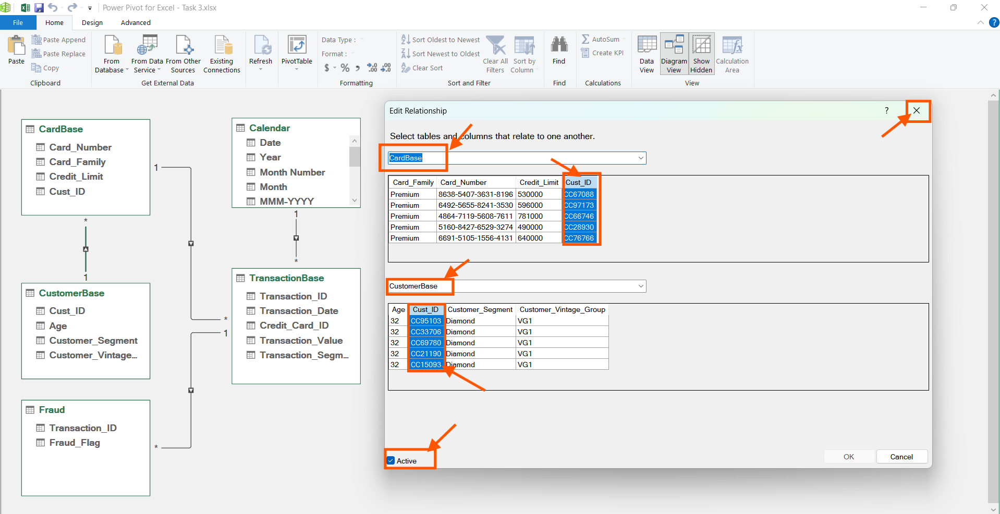 Power Pivot for Excel - Task 3.xlsx
File Home Design Advanced
?
Paste
Paste Append
Paste Replace
Copy
Clipboard
From Database
From Data Service
From Other Sources
Existing Connections
Get External Data
Refresh
PivotTable
Data Type :
Format :
$ % , .00 .00
Formatting
Sort Oldest to Newest
Sort Newest to Oldest
Clear Sort
Clear All Filters
Sort by Column
Sort and Filter
Find
Find
AutoSum
Create KPI
Calculations
Data View
Diagram View
Show Hidden
Calculation Area
View
CardBase
Card_Number
Card_Family
Credit_Limit
Cust_ID
1
*
1
Calendar
Date
Year
Month Number
Month
MMM-YYYY
1
*
CustomerBase
Cust_ID
Age
Customer_Segment
Customer_Vintage...
*
1
TransactionBase
Transaction_ID
Transaction_Date
Credit_Card_ID
Transaction_Value
Transaction_Segm...
Fraud
Transaction_ID
Fraud_Flag
*
Edit Relationship
?
Select tables and columns that relate to one another.
CardBase
Card_Family Card_Number Credit_Limit Cust_ID
Premium 8638-5407-3631-8196 530000 CC67088
Premium 6492-5655-8241-3530 596000 CC97173
Premium 4864-7119-5608-7611 781000 CC66746
Premium 5160-8427-6529-3274 490000 CC28930
Premium 6691-5105-1556-4131 640000 CC76766
CustomerBase
Age Cust_ID Customer_Segment Customer_Vintage_Group
32 CC95103 Diamond VG1
32 CC33706 Diamond VG1
32 CC69780 Diamond VG1
32 CC21190 Diamond VG1
32 CC15093 Diamond VG1
Active
OK Cancel